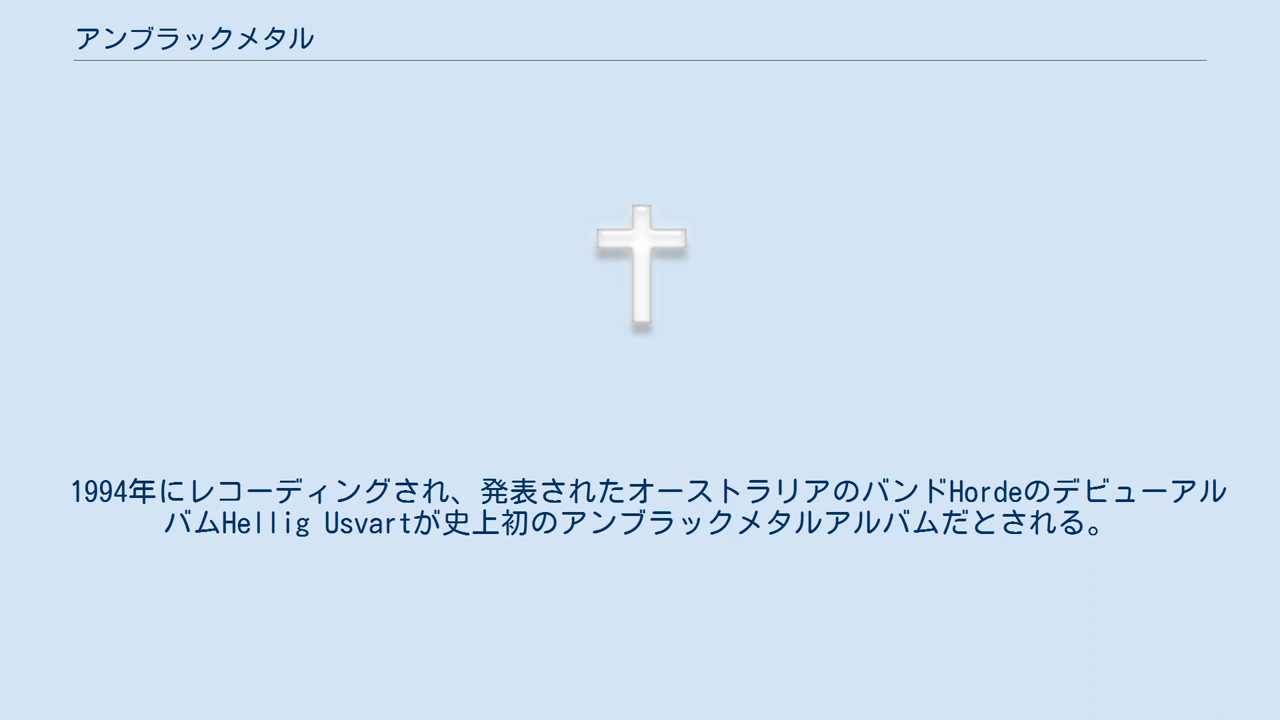 アンブラックメタル
1994年にレコーディングされ、発表されたオーストラリアのバンドHordeのデビューアル
バムHellig Usvartが史上初のアンブラックメタルアルバムだとされる。